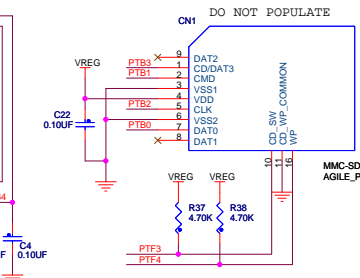 DO NOT POPULATE
CN1
VREG
9 DAT2
PTB3 1 CD/DAT3
PTB1 2 CMD
3 VSS1
4 VDD
PTB2 5 CLK
6 VSS2
PTB0 7 DAT0
8 DAT1
CD_SW
CD_WP_COMMON
WP
10
11
16
C22
0.10UF
MMC-SD
AGILE_P
VREG
VREG
R37
4.70K
R38
4.70K
C4
0.10UF
PTF3
PTF4